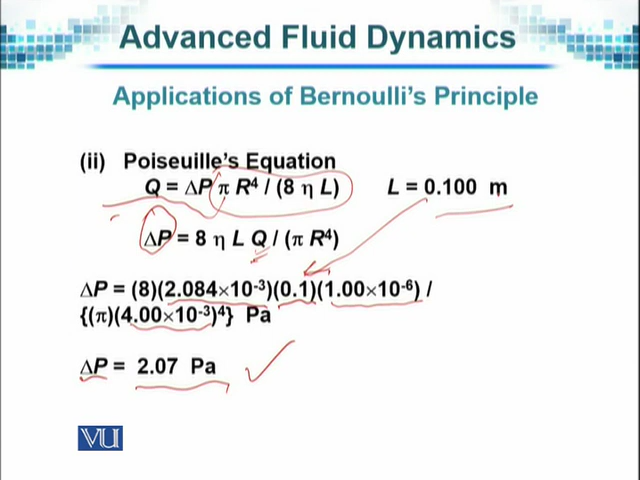 Advanced Fluid Dynamics
Applications of Bernoulli's Principle
(ii) Poiseuille's Equation
Q = ΔP π R⁴ / (8 η L) L = 0.100 m
ΔP = 8 η L Q / (π R⁴)
ΔP = (8)(2.084×10⁻³)(0.1)(1.00×10⁻⁶) /
{(π)(4.00×10⁻³)⁴} Pa
ΔP = 2.07 Pa
VU